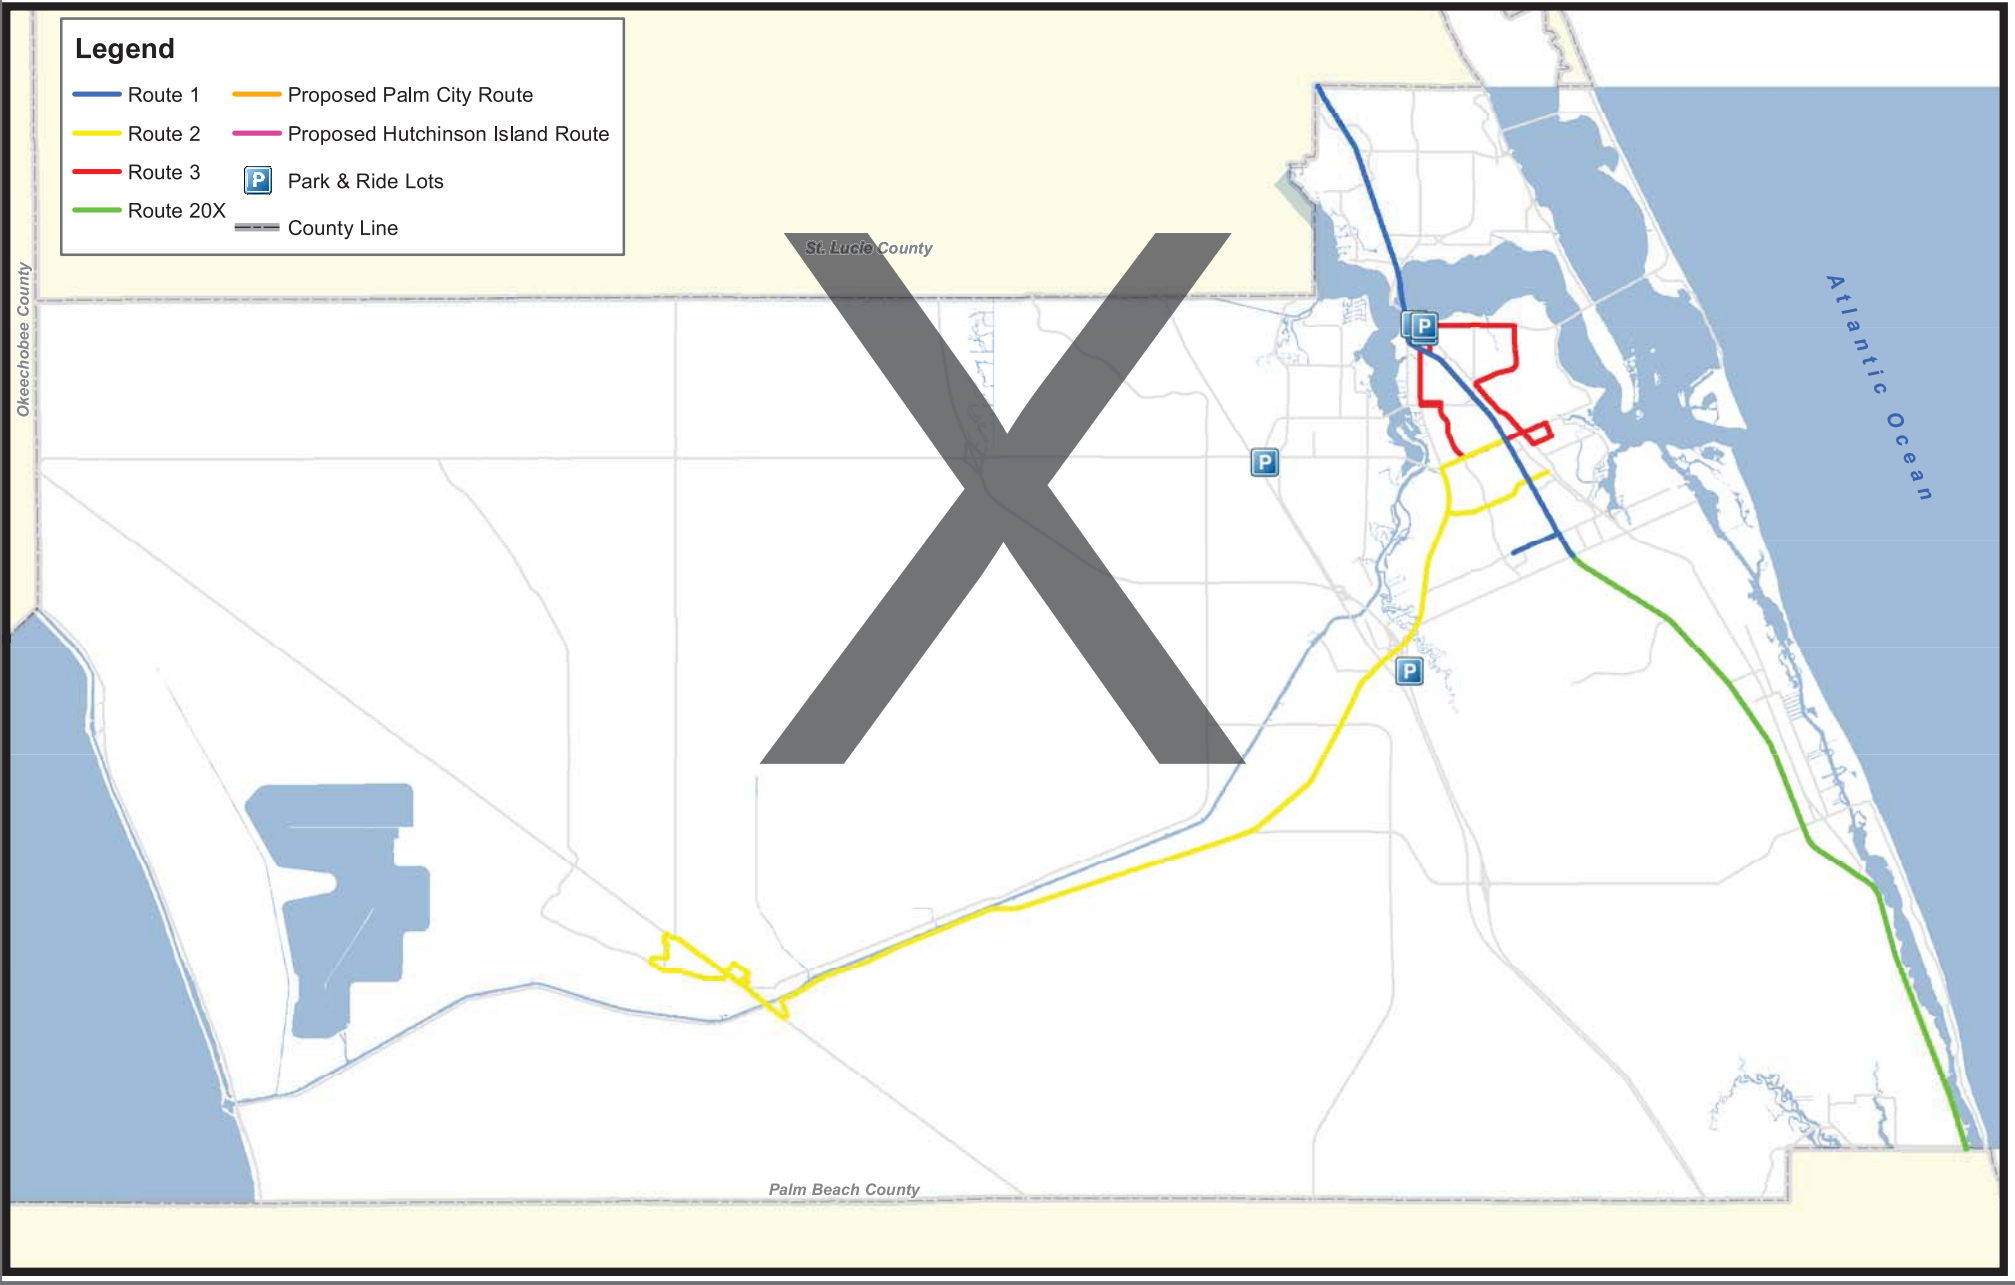 Legend
Route 1
Proposed Palm City Route
Route 2
Proposed Hutchinson Island Route
Route 3
P
Park & Ride Lots
Route 20X
County Line
St. Lucie County
Okeechobee County
Atlantic Ocean
X
P
P
P
Palm Beach County